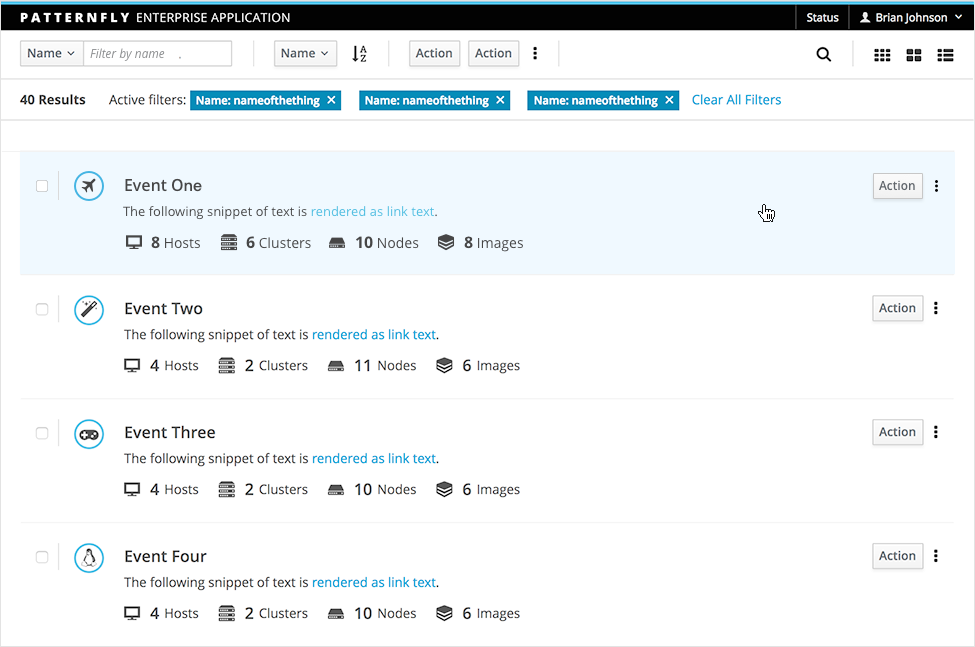 PATTERNFLY ENTERPRISE APPLICATION Status Brian Johnson
Name Filter by name Name Action Action
40 Results Active filters: Name: nameofthething × Name: nameofthething × Name: nameofthething × Clear All Filters
Event One Action
The following snippet of text is rendered as link text.
8 Hosts 6 Clusters 10 Nodes 8 Images
Event Two Action
The following snippet of text is rendered as link text.
4 Hosts 2 Clusters 11 Nodes 6 Images
Event Three Action
The following snippet of text is rendered as link text.
4 Hosts 2 Clusters 10 Nodes 6 Images
Event Four Action
The following snippet of text is rendered as link text.
4 Hosts 2 Clusters 10 Nodes 6 Images